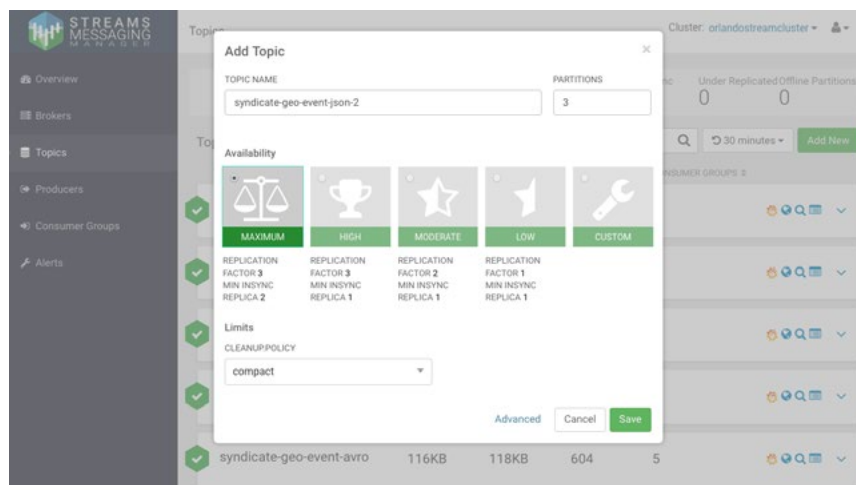 STREAMS
MESSAGING
MANAGER
Cluster: orlandostreamcluster
Overview
Brokers
Topics
Producers
Consumer Groups
Alerts
Under Replicated Offline Partitions
0 0
30 minutes Add New
Add Topic
TOPIC NAME PARTITIONS
syndicate-geo-event-json-2 3
Availability
MAXIMUM HIGH MODERATE LOW CUSTOM
REPLICATION REPLICATION REPLICATION REPLICATION
FACTOR 3 FACTOR 3 FACTOR 2 FACTOR 1
MIN INSYNC MIN INSYNC MIN INSYNC MIN INSYNC
REPLICA 2 REPLICA 1 REPLICA 1 REPLICA 1
Limits
CLEANUP.POLICY
compact
Advanced Cancel Save
syndicate-geo-event-avro 116KB 118KB 604 5